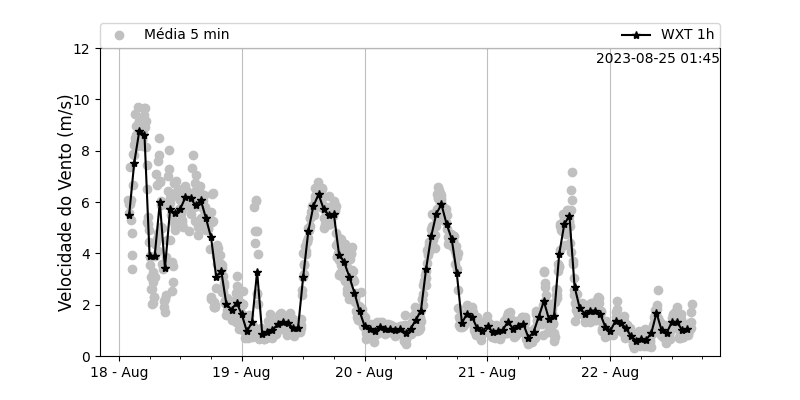 Média 5 min
WXT 1h
2023-08-25 01:45
Velocidade do Vento (m/s)
12
10
8
6
4
2
0
18 - Aug
19 - Aug
20 - Aug
21 - Aug
22 - Aug